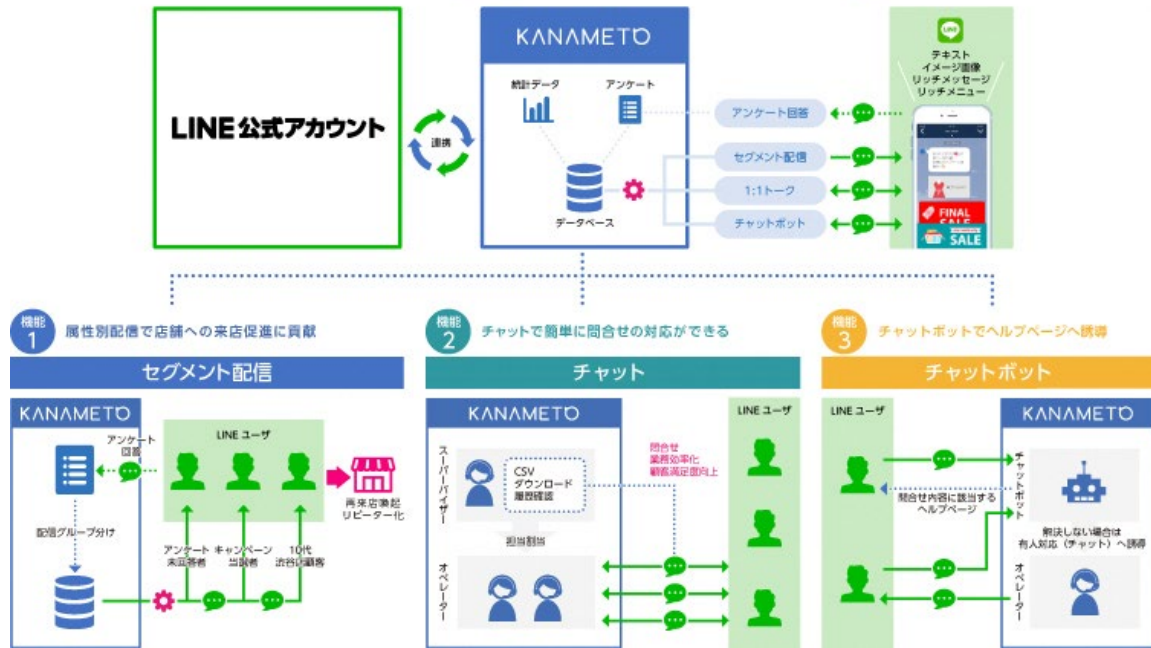 LINE公式アカウント
連携
KANAMETO
統計データ
アンケート
データベース
アンケート回答
セグメント配信
1:1トーク
チャットボット
LINE
テキスト
イメージ画像
リッチメッセージ
リッチメニュー
FINAL
SALE
SALE
機能
1
属性別配信で店舗への来店促進に貢献
セグメント配信
KANAMETO
アンケート
回答
LINE ユーザ
再来店喚起
リピーター化
配信グループ分け
アンケート
未回答者
キャンペーン
当選者
10代
渋谷店顧客
機能
2
チャットで簡単に問合せの対応ができる
チャット
KANAMETO
LINE ユーザ
スーパーバイザー
CSV
ダウンロード
履歴確認
問合せ
業務効率化
顧客満足度向上
担当割当
オペレーター
機能
3
チャットボットでヘルプページへ誘導
チャットボット
LINE ユーザ
KANAMETO
チャットボット
問合せ内容に該当する
ヘルプページ
解決しない場合は
有人対応（チャット）へ誘導
オペレーター